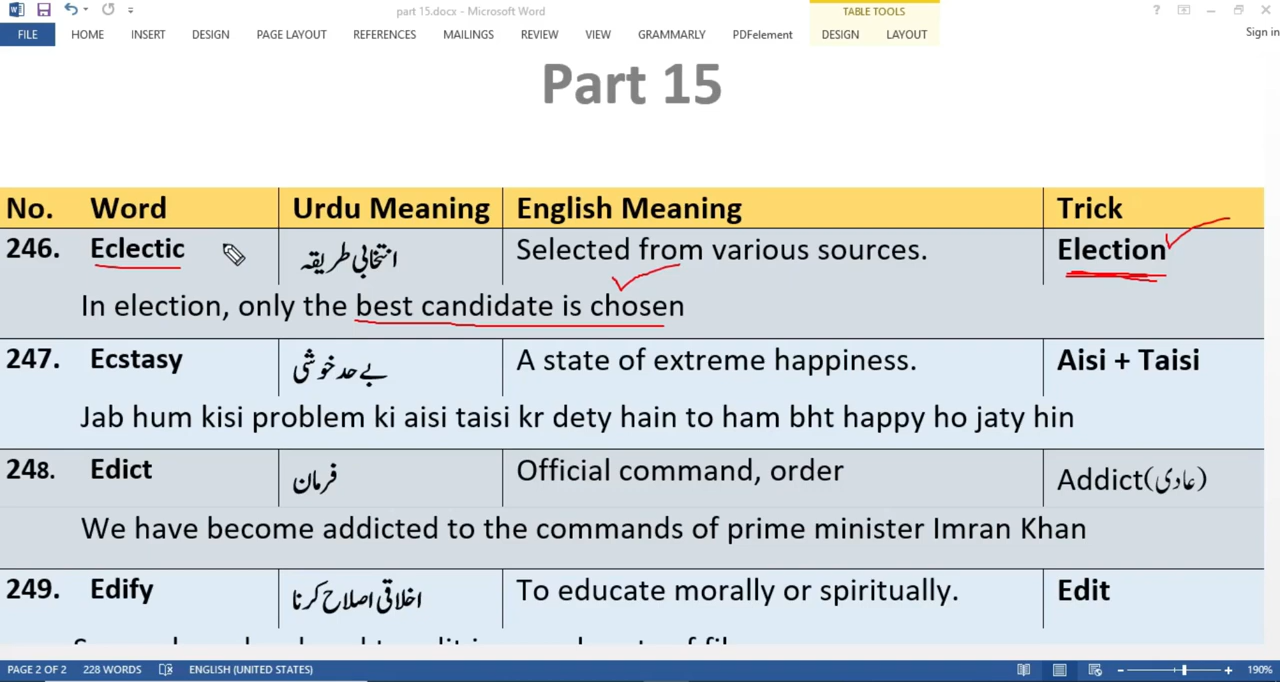 part 15.docx - Microsoft Word
TABLE TOOLS
?
FILE HOME INSERT DESIGN PAGE LAYOUT REFERENCES MAILINGS REVIEW VIEW GRAMMARLY PDFelement DESIGN LAYOUT Sign in
Part 15
No. Word Urdu Meaning English Meaning Trick
246. Eclectic انتخابی طریقہ Selected from various sources. Election
In election, only the best candidate is chosen
247. Ecstasy بے حد خوشی A state of extreme happiness. Aisi + Taisi
Jab hum kisi problem ki aisi taisi kr dety hain to ham bht happy ho jaty hin
248. Edict فرمان Official command, order Addict(عادی)
We have become addicted to the commands of prime minister Imran Khan
249. Edify اخلاقی اصلاح کرنا To educate morally or spiritually. Edit
PAGE 2 OF 2 228 WORDS ENGLISH (UNITED STATES) 190%